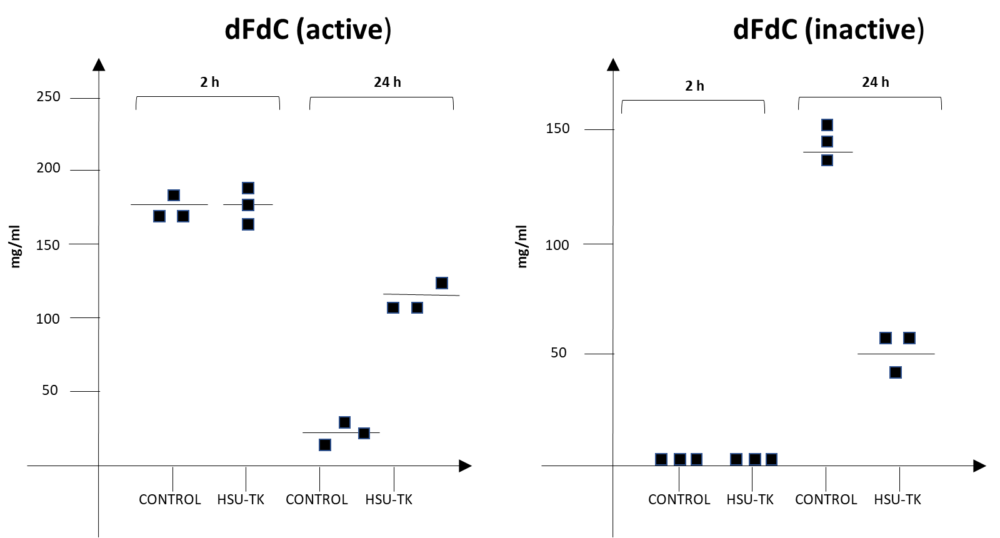 dFdC (active)
2 h
24 h
250
200
150
100
50
mg/ml
CONTROL
HSU-TK
CONTROL
HSU-TK
dFdC (inactive)
2 h
24 h
150
100
50
mg/ml
CONTROL
HSU-TK
CONTROL
HSU-TK